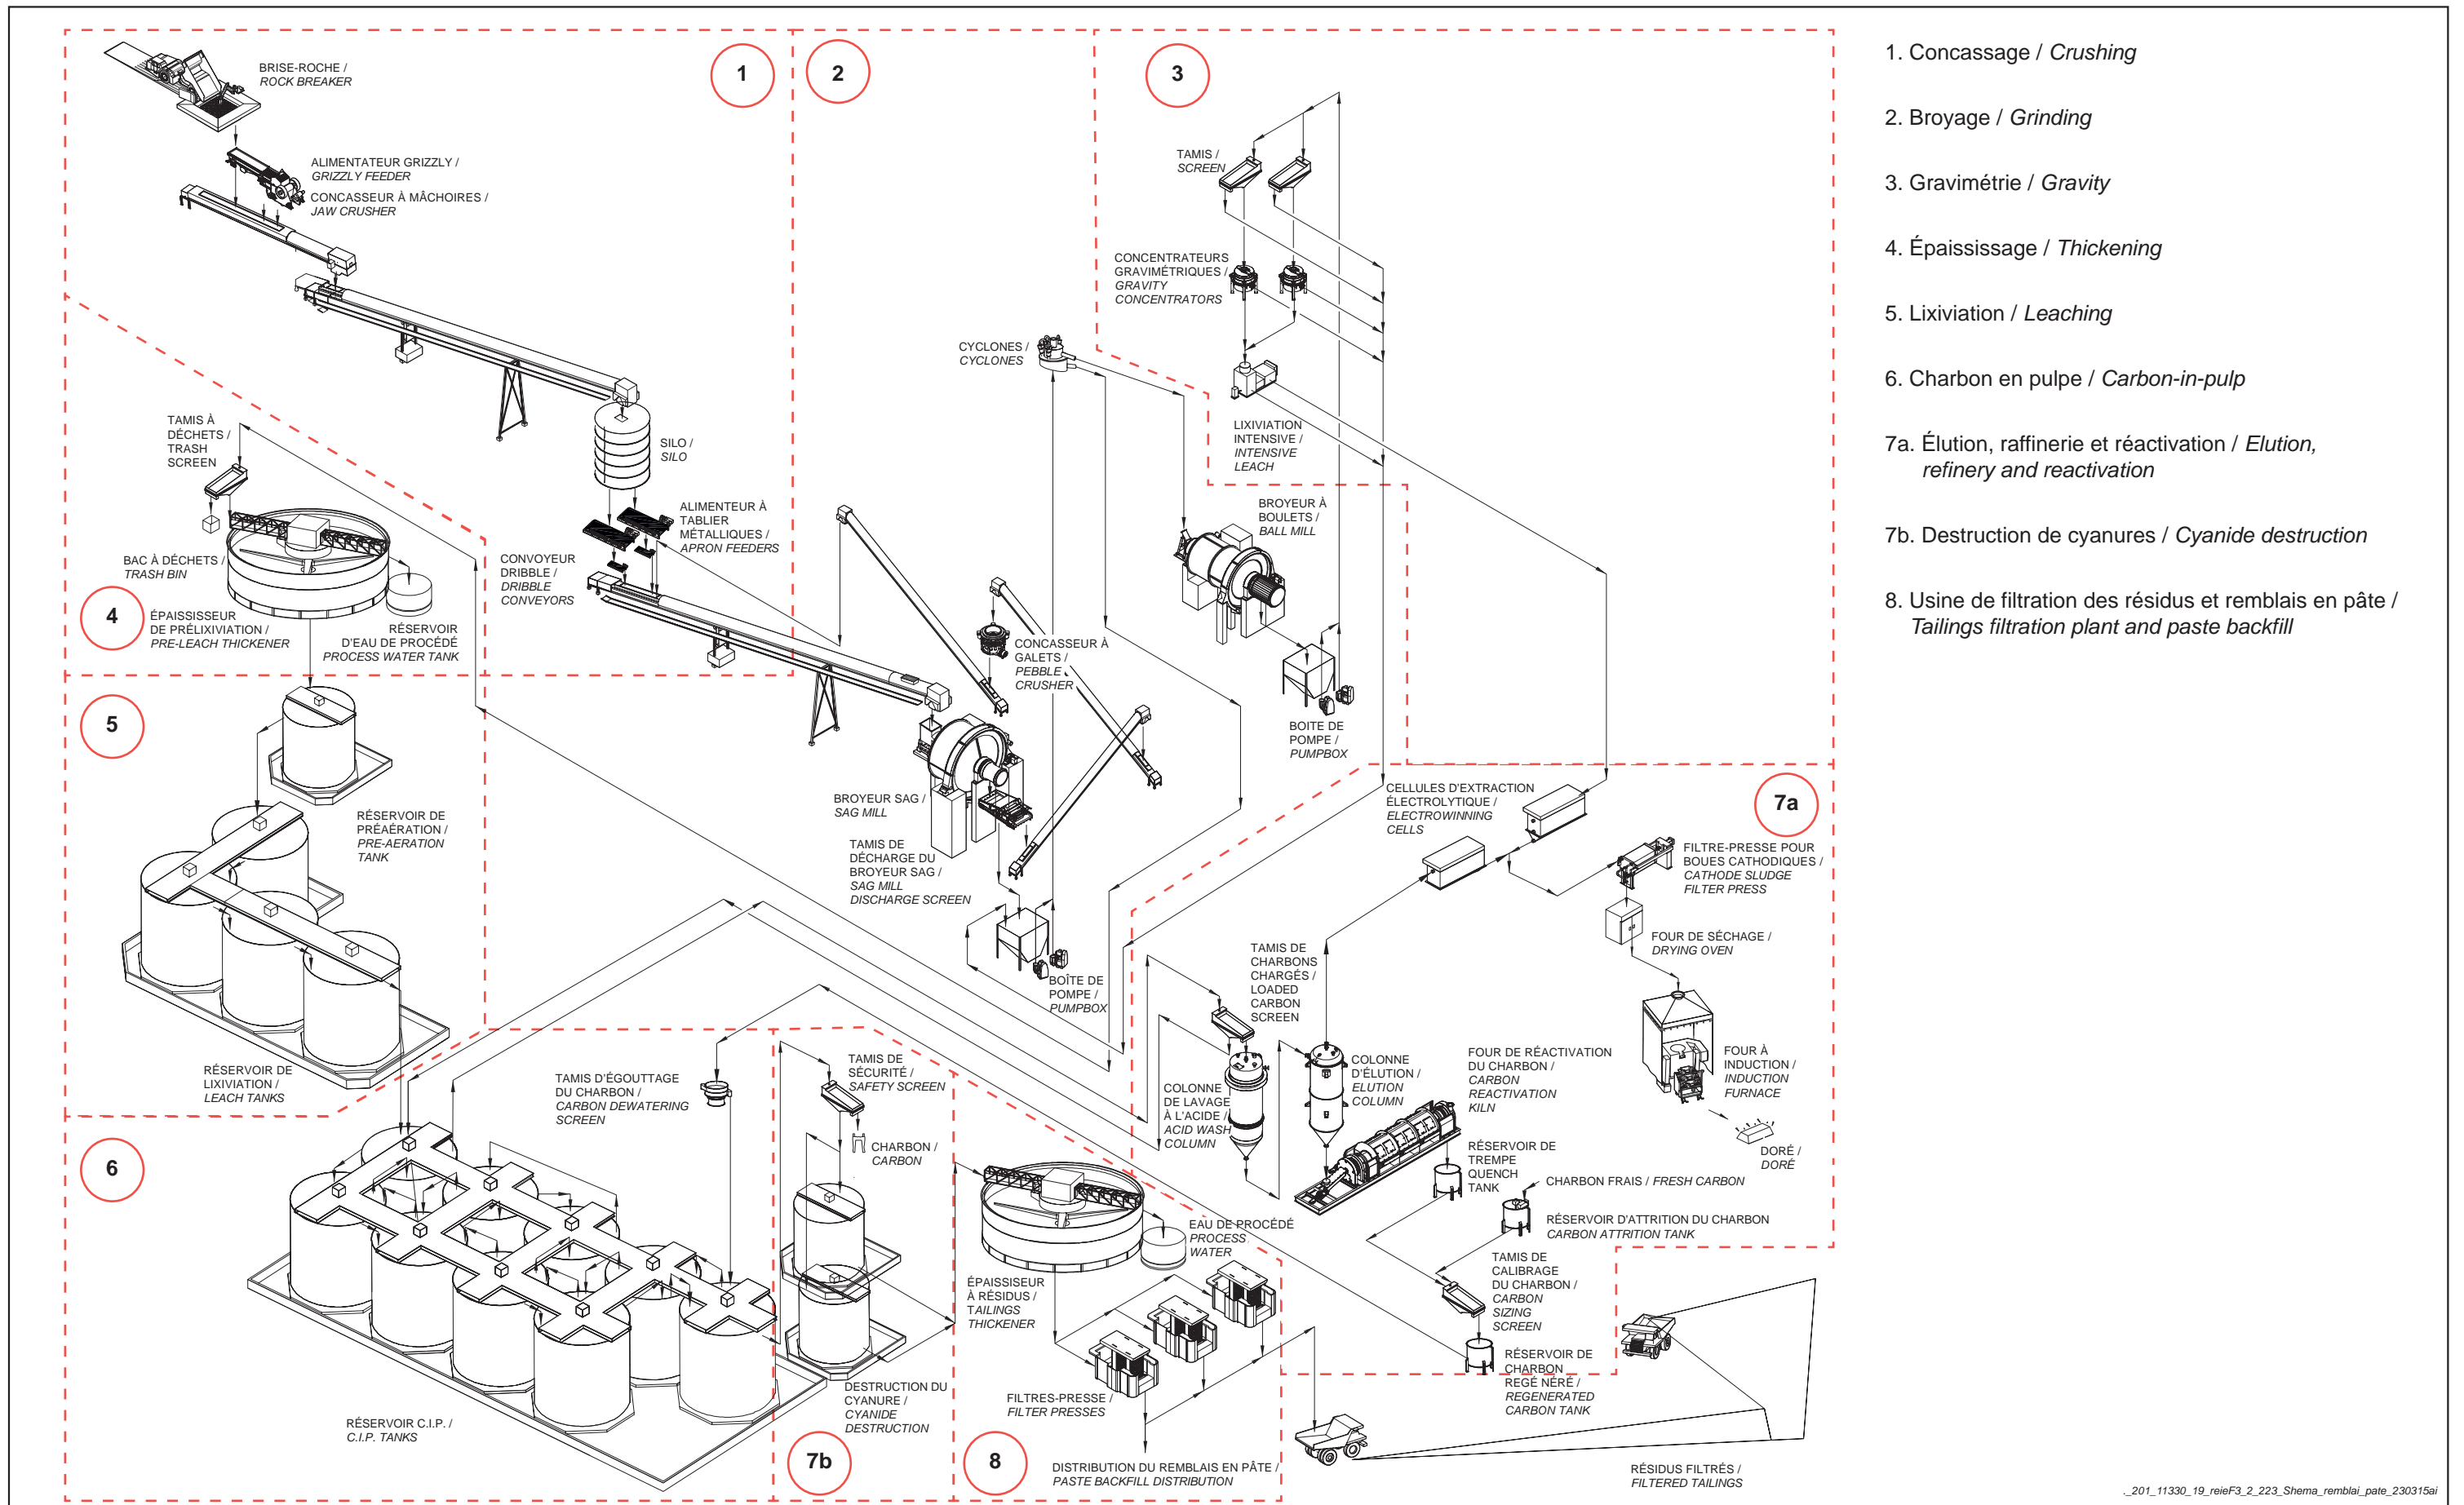 1
2
3
BRISE-ROCHE /
ROCK BREAKER
ALIMENTATEUR GRIZZLY /
GRIZZLY FEEDER
CONCASSEUR À MÂCHOIRES /
JAW CRUSHER
TAMIS /
SCREEN
CONCENTRATEURS
GRAVIMÉTRIQUES /
GRAVITY
CONCENTRATORS
CYCLONES /
CYCLONES
TAMIS À
DÉCHETS /
TRASH
SCREEN
SILO /
SILO
LIXIVIATION
INTENSIVE /
INTENSIVE
LEACH
ALIMENTEUR À
TABLIER
MÉTALLIQUES /
APRON FEEDERS
BROYEUR À
BOULETS /
BALL MILL
BAC À DÉCHETS /
TRASH BIN
CONVOYEUR
DRIBBLE /
DRIBBLE
CONVEYORS
4
ÉPAISSISSEUR
DE PRÉLIXIVIATION /
PRE-LEACH THICKENER
RÉSERVOIR
D'EAU DE PROCÉDÉ
PROCESS WATER TANK
CONCASSEUR À
GALETS /
PEBBLE
CRUSHER
5
BOITE DE
POMPE /
PUMPBOX
RÉSERVOIR DE
PRÉAÉRATION /
PRE-AERATION
TANK
BROYEUR SAG /
SAG MILL
TAMIS DE
DÉCHARGE DU
BROYEUR SAG /
SAG MILL
DISCHARGE SCREEN
CELLULES D'EXTRACTION
ÉLECTROLYTIQUE /
ELECTROWINNING
CELLS
7a
FILTRE-PRESSE POUR
BOUES CATHODIQUES /
CATHODE SLUDGE
FILTER PRESS
FOUR DE SÉCHAGE /
DRYING OVEN
BOÎTE DE
POMPE /
PUMPBOX
TAMIS DE
CHARBONS
CHARGÉS /
LOADED
CARBON
SCREEN
RÉSERVOIR DE
LIXIVIATION /
LEACH TANKS
TAMIS D'ÉGOUTTAGE
DU CHARBON /
CARBON DEWATERING
SCREEN
TAMIS DE
SÉCURITÉ /
SAFETY SCREEN
CHARBON /
CARBON
COLONNE
DE LAVAGE
À L'ACIDE /
ACID WASH
COLUMN
COLONNE
D'ÉLUTION /
ELUTION
COLUMN
FOUR DE RÉACTIVATION
DU CHARBON /
CARBON
REACTIVATION
KILN
FOUR À
INDUCTION /
INDUCTION
FURNACE
DORÉ /
DORÉ
6
RÉSERVOIR DE
TREMPE
QUENCH
TANK
CHARBON FRAIS / FRESH CARBON
RÉSERVOIR D'ATTRITION DU CHARBON
CARBON ATTRITION TANK
EAU DE PROCÉDÉ
PROCESS
WATER
TAMIS DE
CALIBRAGE
DU CHARBON /
CARBON
SIZING
SCREEN
ÉPAISSISEUR
À RÉSIDUS /
TAILINGS
THICKENER
RÉSERVOIR DE
CHARBON
REGÉ NÉRÉ /
REGENERATED
CARBON TANK
RÉSERVOIR C.I.P. /
C.I.P. TANKS
DESTRUCTION DU
CYANURE /
CYANIDE
DESTRUCTION
FILTRES-PRESSE /
FILTER PRESSES
7b
8
DISTRIBUTION DU REMBLAIS EN PÂTE /
PASTE BACKFILL DISTRIBUTION
RÉSIDUS FILTRÉS /
FILTERED TAILINGS
1. Concassage / Crushing
2. Broyage / Grinding
3. Gravimétrie / Gravity
4. Épaississage / Thickening
5. Lixiviation / Leaching
6. Charbon en pulpe / Carbon-in-pulp
7a. Élution, raffinerie et réactivation / Elution,
refinery and reactivation
7b. Destruction de cyanures / Cyanide destruction
8. Usine de filtration des résidus et remblais en pâte /
Tailings filtration plant and paste backfill
._201_11330_19_reieF3_2_223_Shema_remblai_pate_230315ai